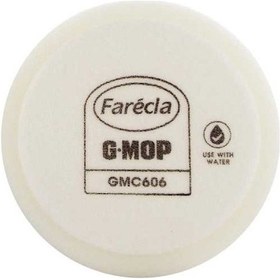 Farécla
G·MOP
GMC606
USE WITH
WATER